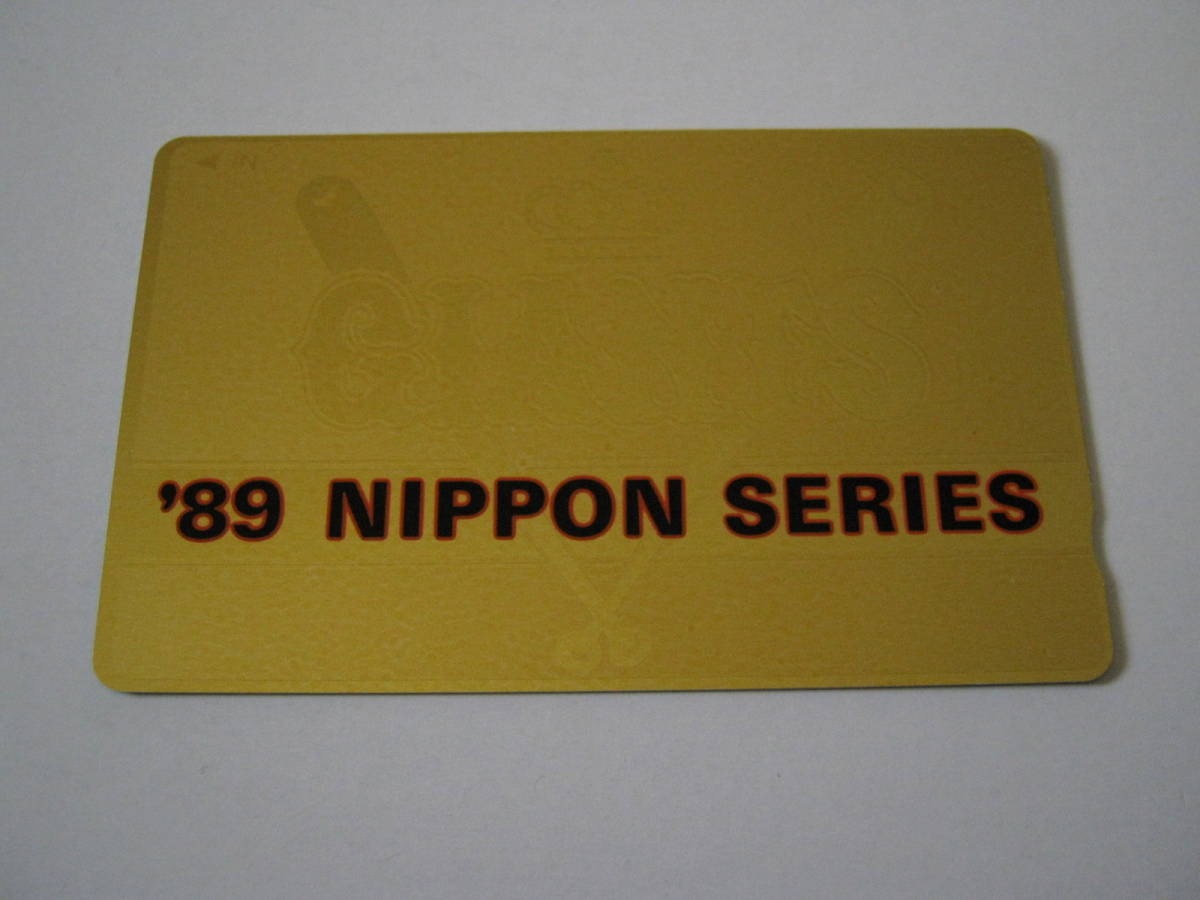 ◀ IN
GIANTS
'89 NIPPON SERIES